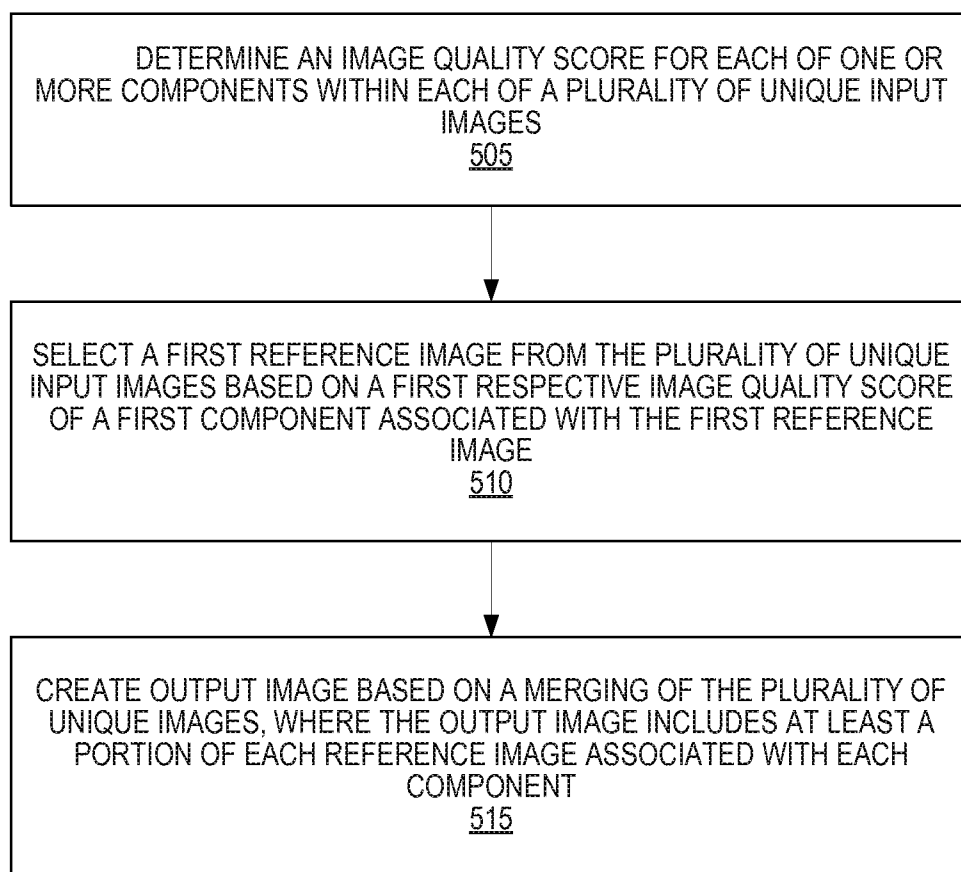 DETERMINE AN IMAGE QUALITY SCORE FOR EACH OF ONE OR
MORE COMPONENTS WITHIN EACH OF A PLURALITY OF UNIQUE INPUT
IMAGES
505
SELECT A FIRST REFERENCE IMAGE FROM THE PLURALITY OF UNIQUE
INPUT IMAGES BASED ON A FIRST RESPECTIVE IMAGE QUALITY SCORE
OF A FIRST COMPONENT ASSOCIATED WITH THE FIRST REFERENCE
IMAGE
510
CREATE OUTPUT IMAGE BASED ON A MERGING OF THE PLURALITY OF
UNIQUE IMAGES, WHERE THE OUTPUT IMAGE INCLUDES AT LEAST A
PORTION OF EACH REFERENCE IMAGE ASSOCIATED WITH EACH
COMPONENT
515